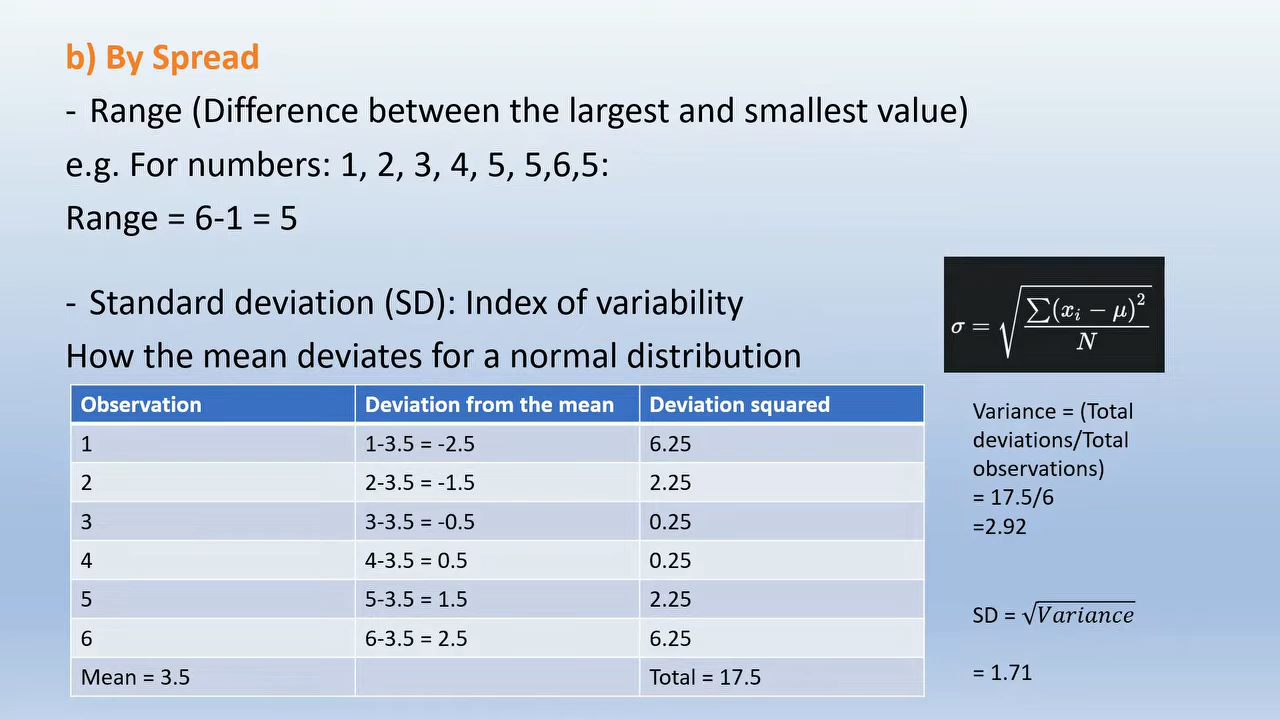 b) By Spread
- Range (Difference between the largest and smallest value)
e.g. For numbers: 1, 2, 3, 4, 5, 5,6,5:
Range = 6-1 = 5
- Standard deviation (SD): Index of variability
How the mean deviates for a normal distribution
σ = √(∑(xᵢ − μ)² / N)
Observation Deviation from the mean Deviation squared
1 1-3.5 = -2.5 6.25
2 2-3.5 = -1.5 2.25
3 3-3.5 = -0.5 0.25
4 4-3.5 = 0.5 0.25
5 5-3.5 = 1.5 2.25
6 6-3.5 = 2.5 6.25
Mean = 3.5 Total = 17.5
Variance = (Total
deviations/Total
observations)
= 17.5/6
=2.92
SD = √Variance
= 1.71